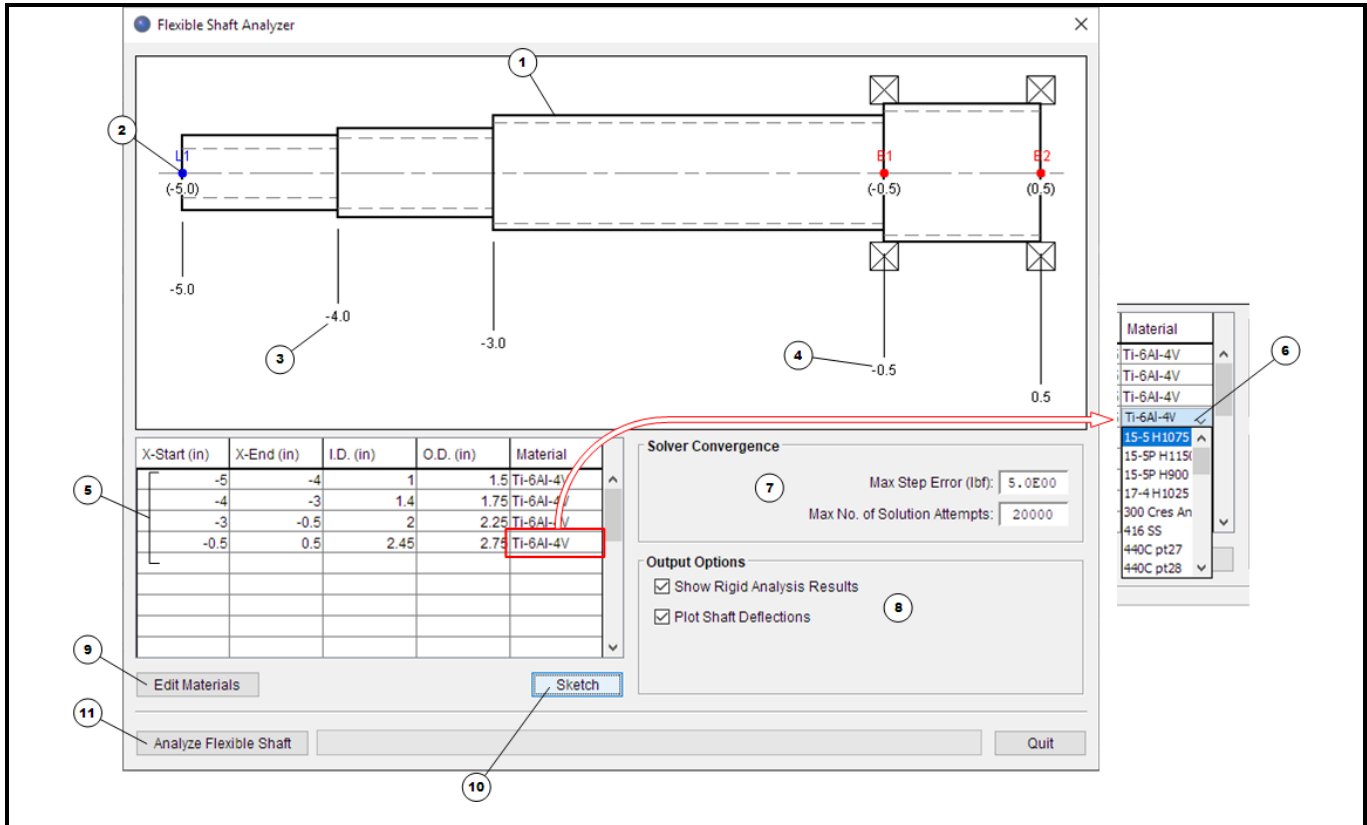 Flexible Shaft Analyzer
1
2
L1
E1
E2
(-5.0)
(-0.5)
(0.5)
-5.0
-4.0
-3.0
3
4
-0.5
0.5
X-Start (in) X-End (in) I.D. (in) O.D. (in) Material
-5 -4 1 1.5 Ti-6Al-4V
-4 -3 1.4 1.75 Ti-6Al-4V
-3 -0.5 2 2.25 Ti-6Al-4V
-0.5 0.5 2.45 2.75 Ti-6Al-4V
5
Solver Convergence
7
Max Step Error (lbf): 5.0E00
Max No. of Solution Attempts: 20000
Output Options
Show Rigid Analysis Results
Plot Shaft Deflections
8
Material
Ti-6Al-4V
Ti-6Al-4V
Ti-6Al-4V
Ti-6Al-4V
6
15-5 H1075
15-5P H1150
15-5P H900
17-4 H1025
300 Cres An
416 SS
440C pt27
440C pt28
9
Edit Materials
Sketch
11
Analyze Flexible Shaft
Quit
10